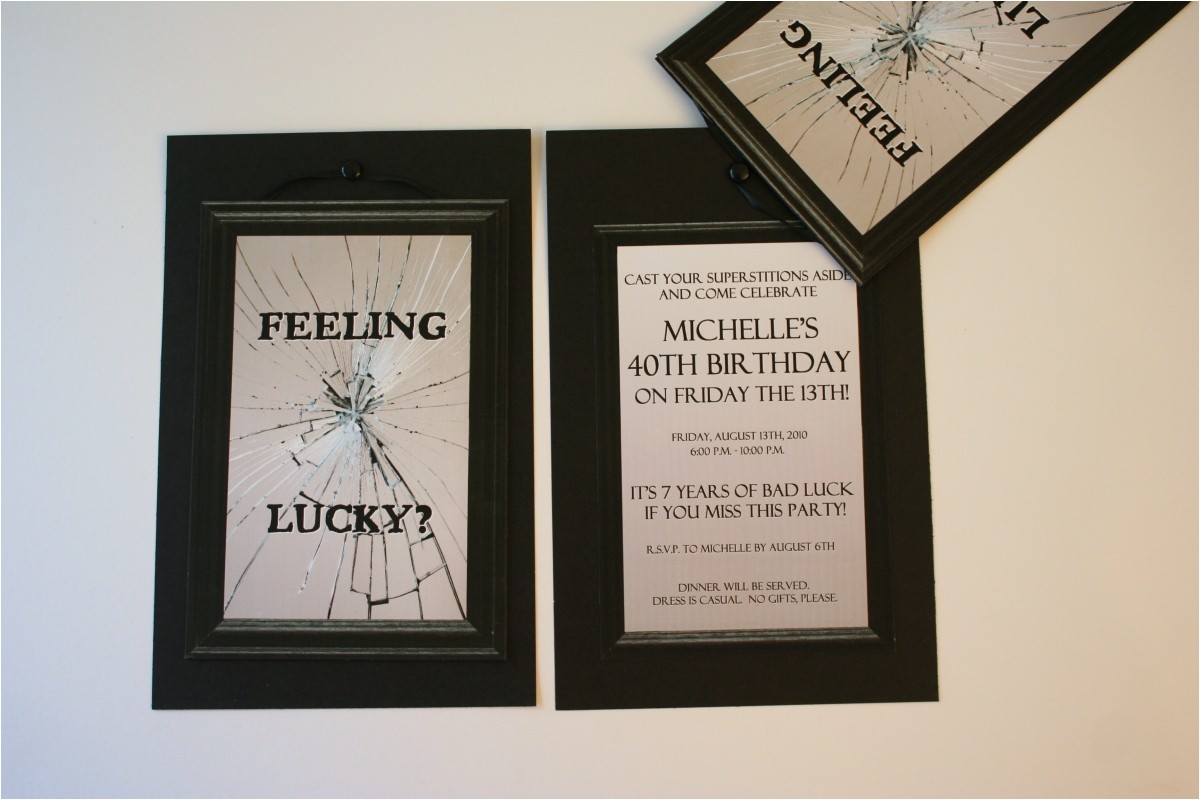 FEELING
LUCKY?
CAST YOUR SUPERSTITIONS ASIDE
AND COME CELEBRATE
MICHELLE'S
40TH BIRTHDAY
ON FRIDAY THE 13TH!
FRIDAY, AUGUST 13TH, 2010
6:00 P.M. - 10:00 P.M.
IT'S 7 YEARS OF BAD LUCK
IF YOU MISS THIS PARTY!
R.S.V.P. TO MICHELLE BY AUGUST 6TH
DINNER WILL BE SERVED.
DRESS IS CASUAL. NO GIFTS, PLEASE.
FEELING